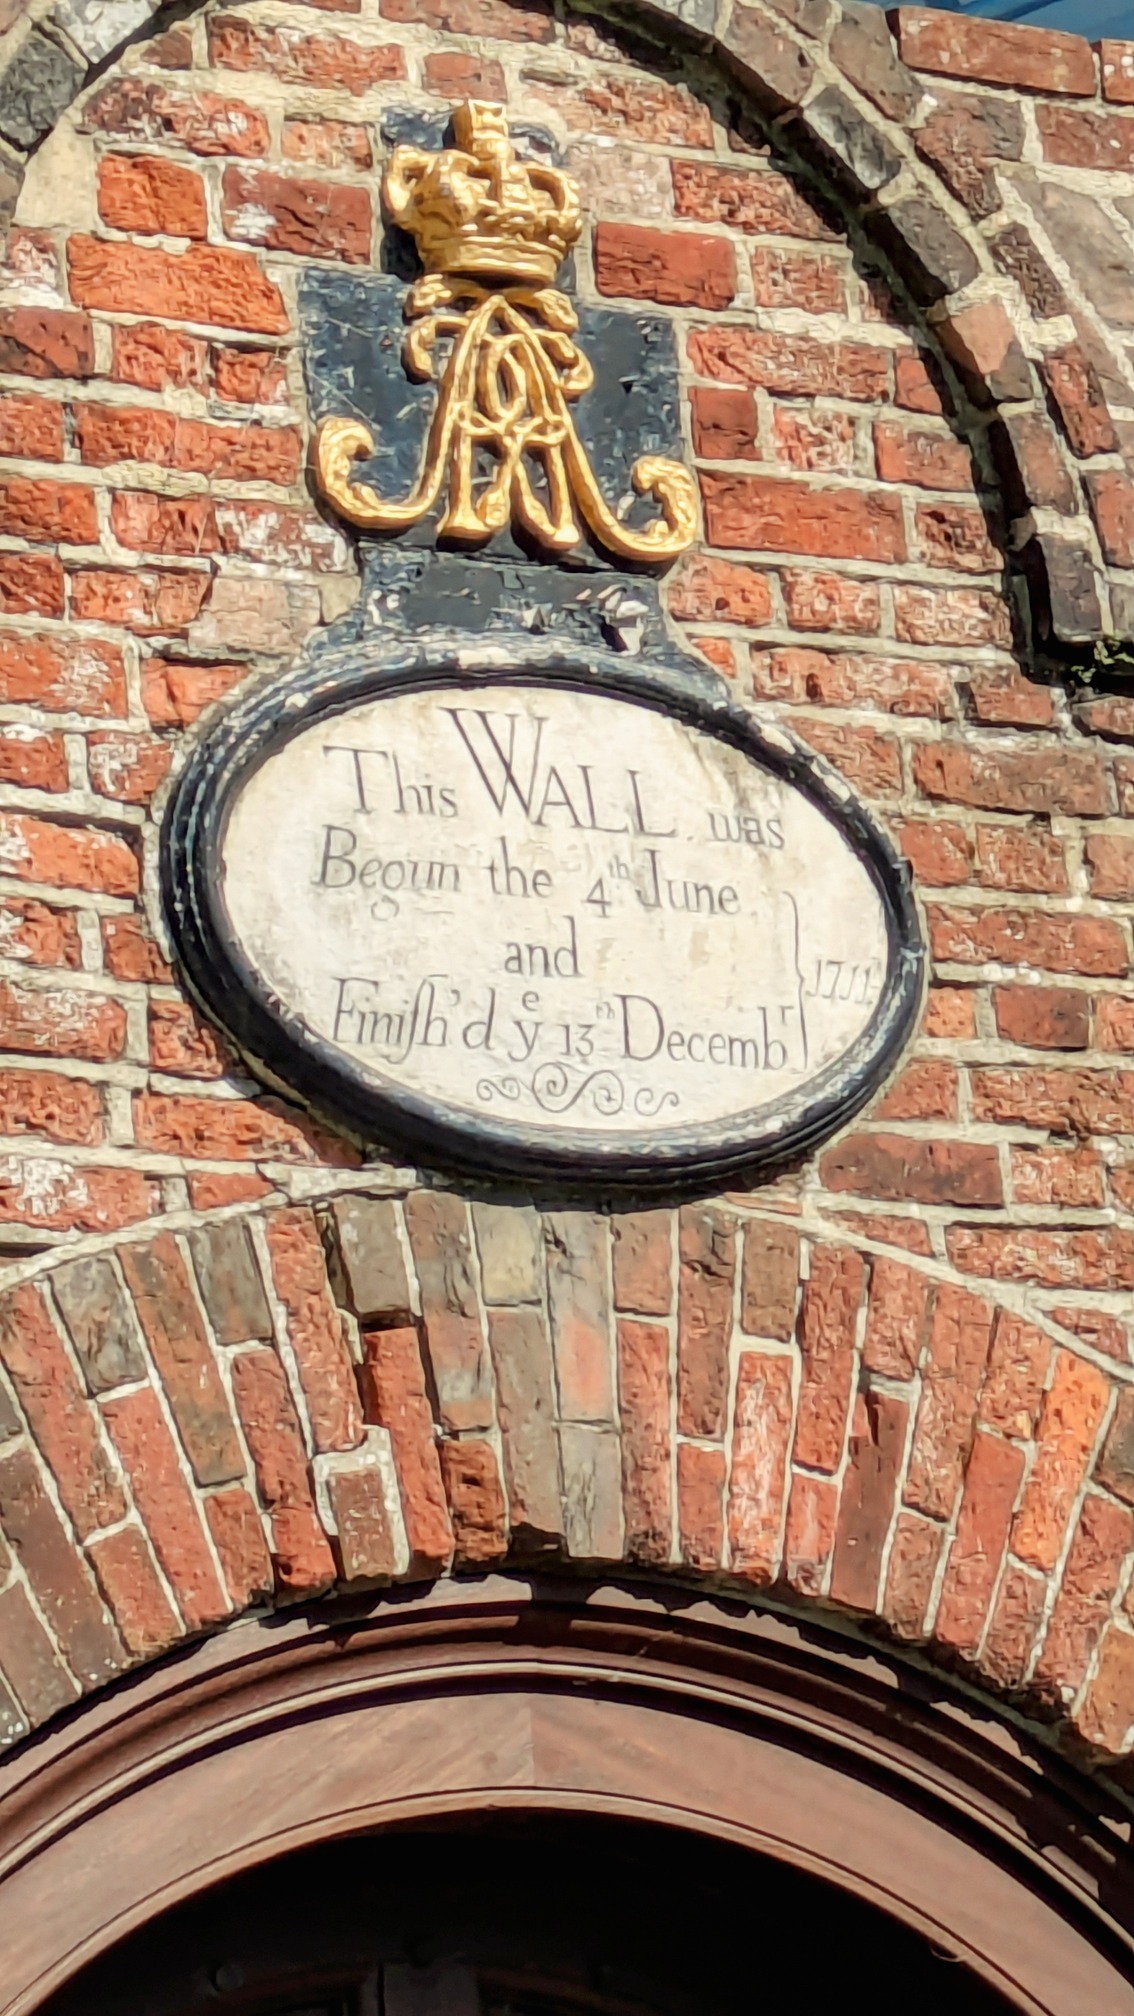 This WALL was
Begun the 4th June
and
Finiſh'd ye 13th Decembr
1711